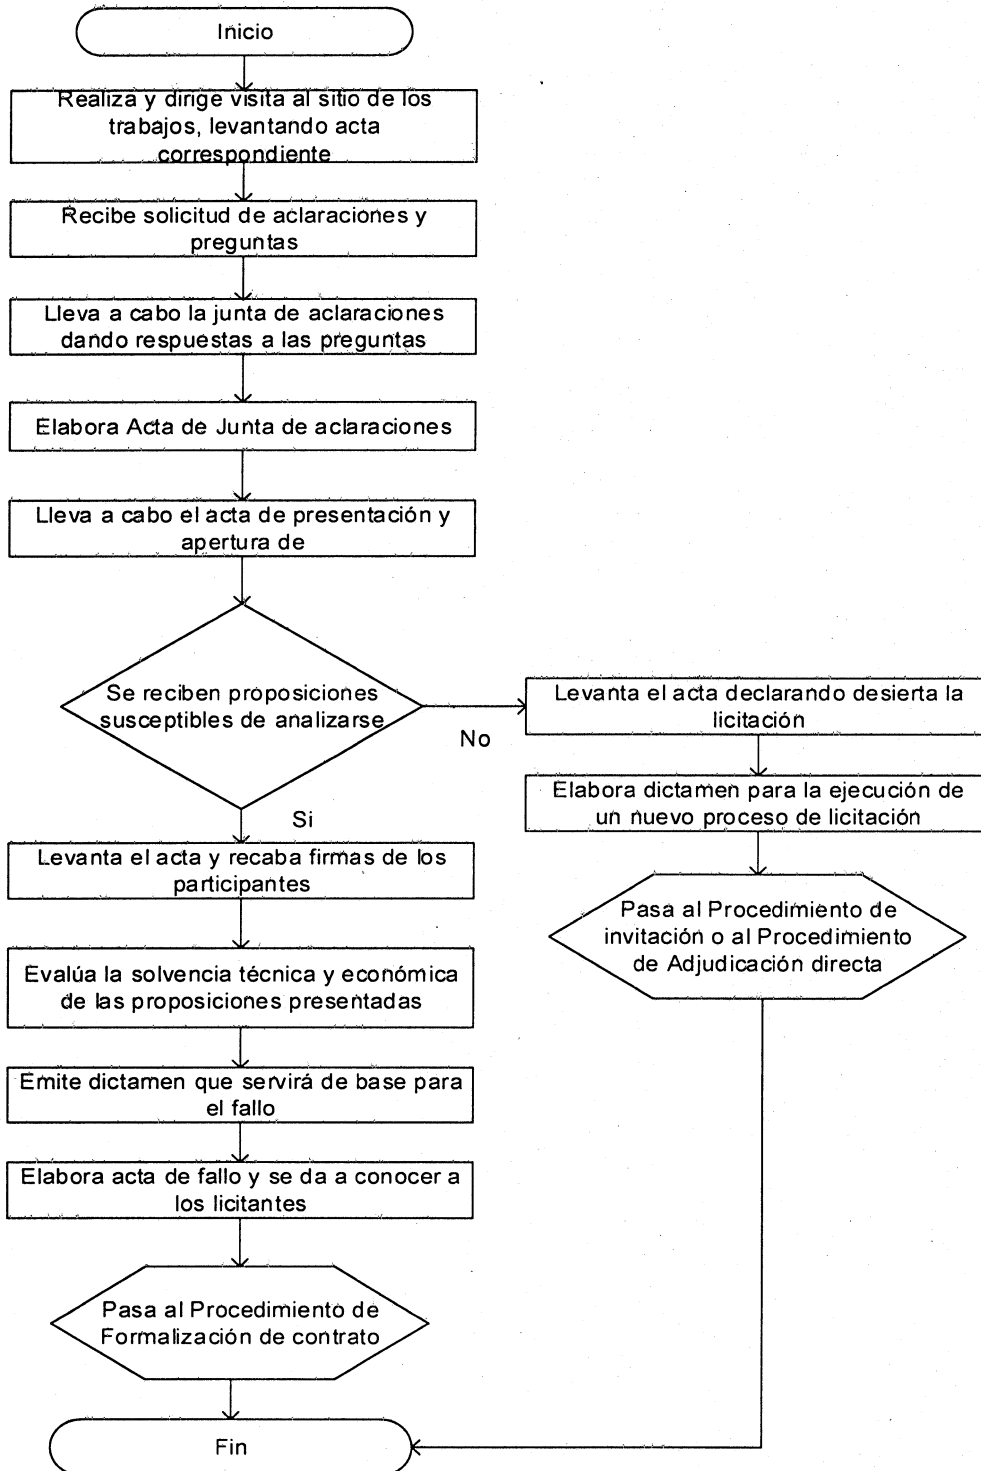 Inicio
Realiza y dirige visita al sitio de los
trabajos, levantando acta
correspondiente
Recibe solicitud de aclaraciones y
preguntas
Lleva a cabo la junta de aclaraciones
dando respuestas a las preguntas
Elabora Acta de Junta de aclaraciones
Lleva a cabo el acta de presentación y
apertura de
Se reciben proposiciones
susceptibles de analizarse
No
Levanta el acta declarando desierta la
licitación
Elabora dictamen para la ejecución de
un nuevo proceso de licitación
Pasa al Procedimiento de
invitación o al Procedimiento
de Adjudicación directa
Si
Levanta el acta y recaba firmas de los
participantes
Evalúa la solvencia técnica y económica
de las proposiciones presentadas
Emite dictamen que servirá de base para
el fallo
Elabora acta de fallo y se da a conocer a
los licitantes
Pasa al Procedimiento de
Formalización de contrato
Fin